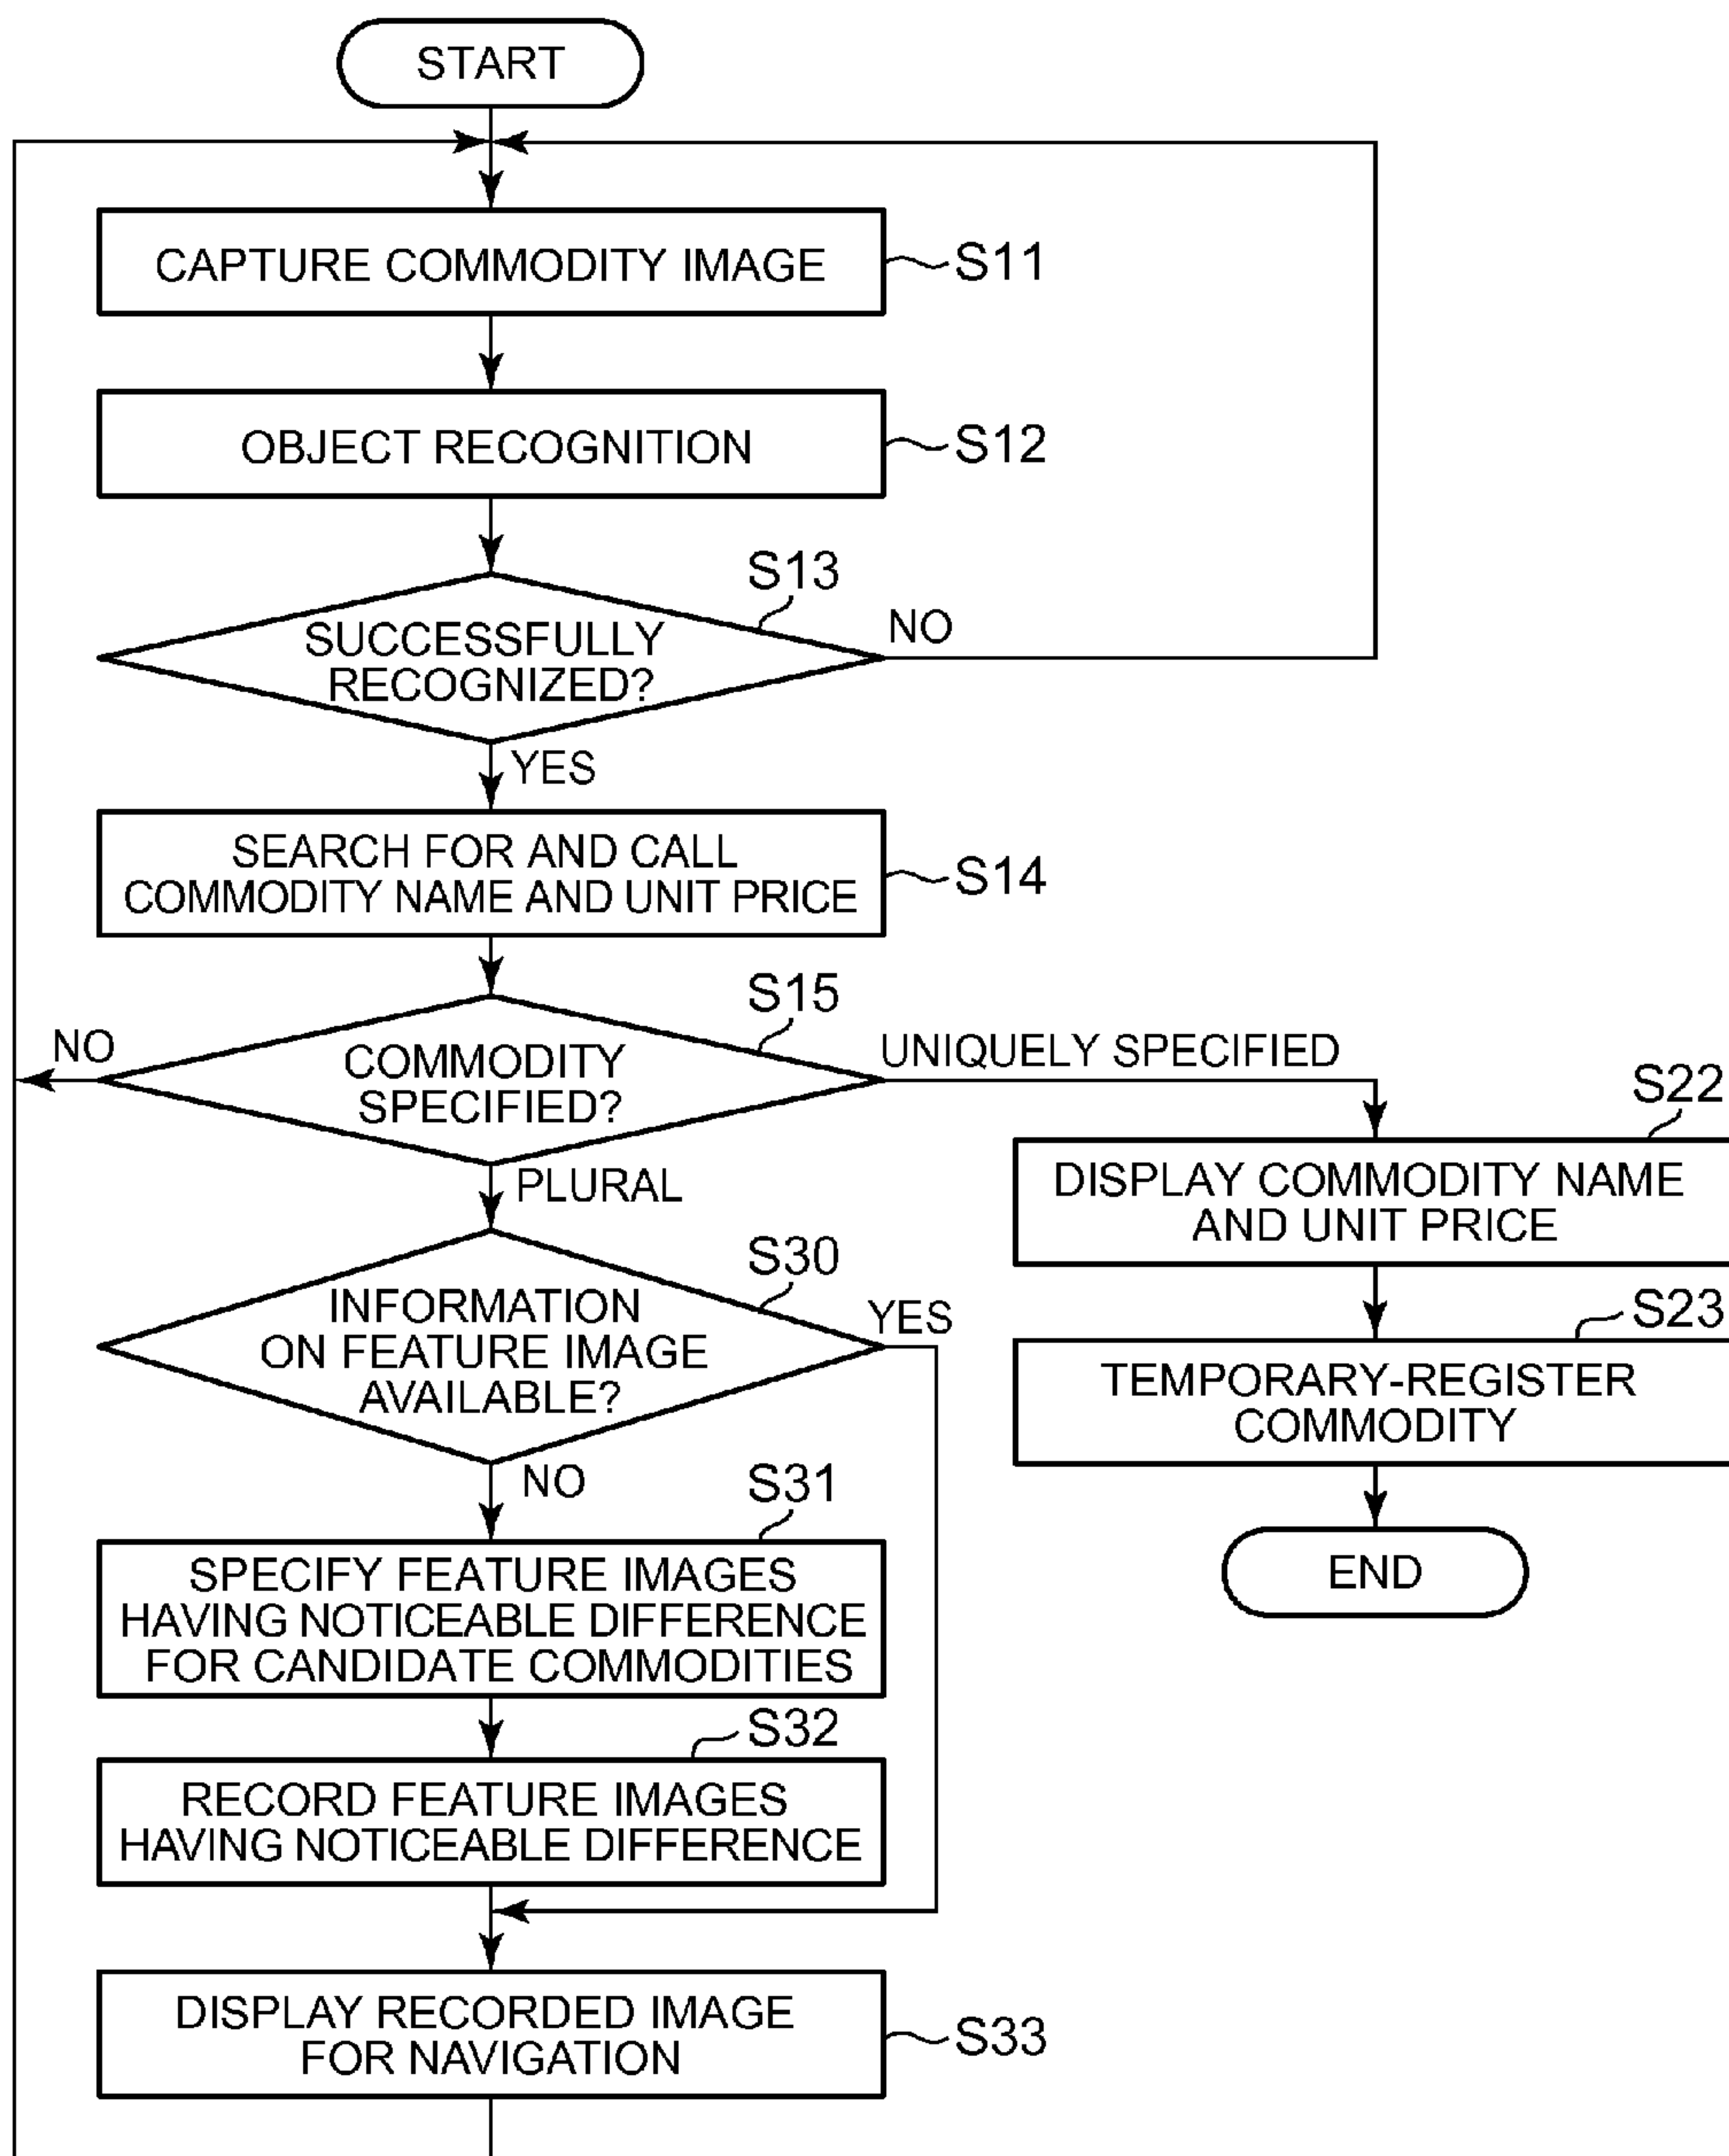 START
CAPTURE COMMODITY IMAGE
S11
OBJECT RECOGNITION
S12
S13
SUCCESSFULLY
RECOGNIZED?
NO
YES
SEARCH FOR AND CALL
COMMODITY NAME AND UNIT PRICE
S14
S15
NO
COMMODITY
SPECIFIED?
UNIQUELY SPECIFIED
PLURAL
S22
DISPLAY COMMODITY NAME
AND UNIT PRICE
S30
INFORMATION
ON FEATURE IMAGE
AVAILABLE?
YES
NO
S23
TEMPORARY-REGISTER
COMMODITY
END
S31
SPECIFY FEATURE IMAGES
HAVING NOTICEABLE DIFFERENCE
FOR CANDIDATE COMMODITIES
S32
RECORD FEATURE IMAGES
HAVING NOTICEABLE DIFFERENCE
DISPLAY RECORDED IMAGE
FOR NAVIGATION
S33